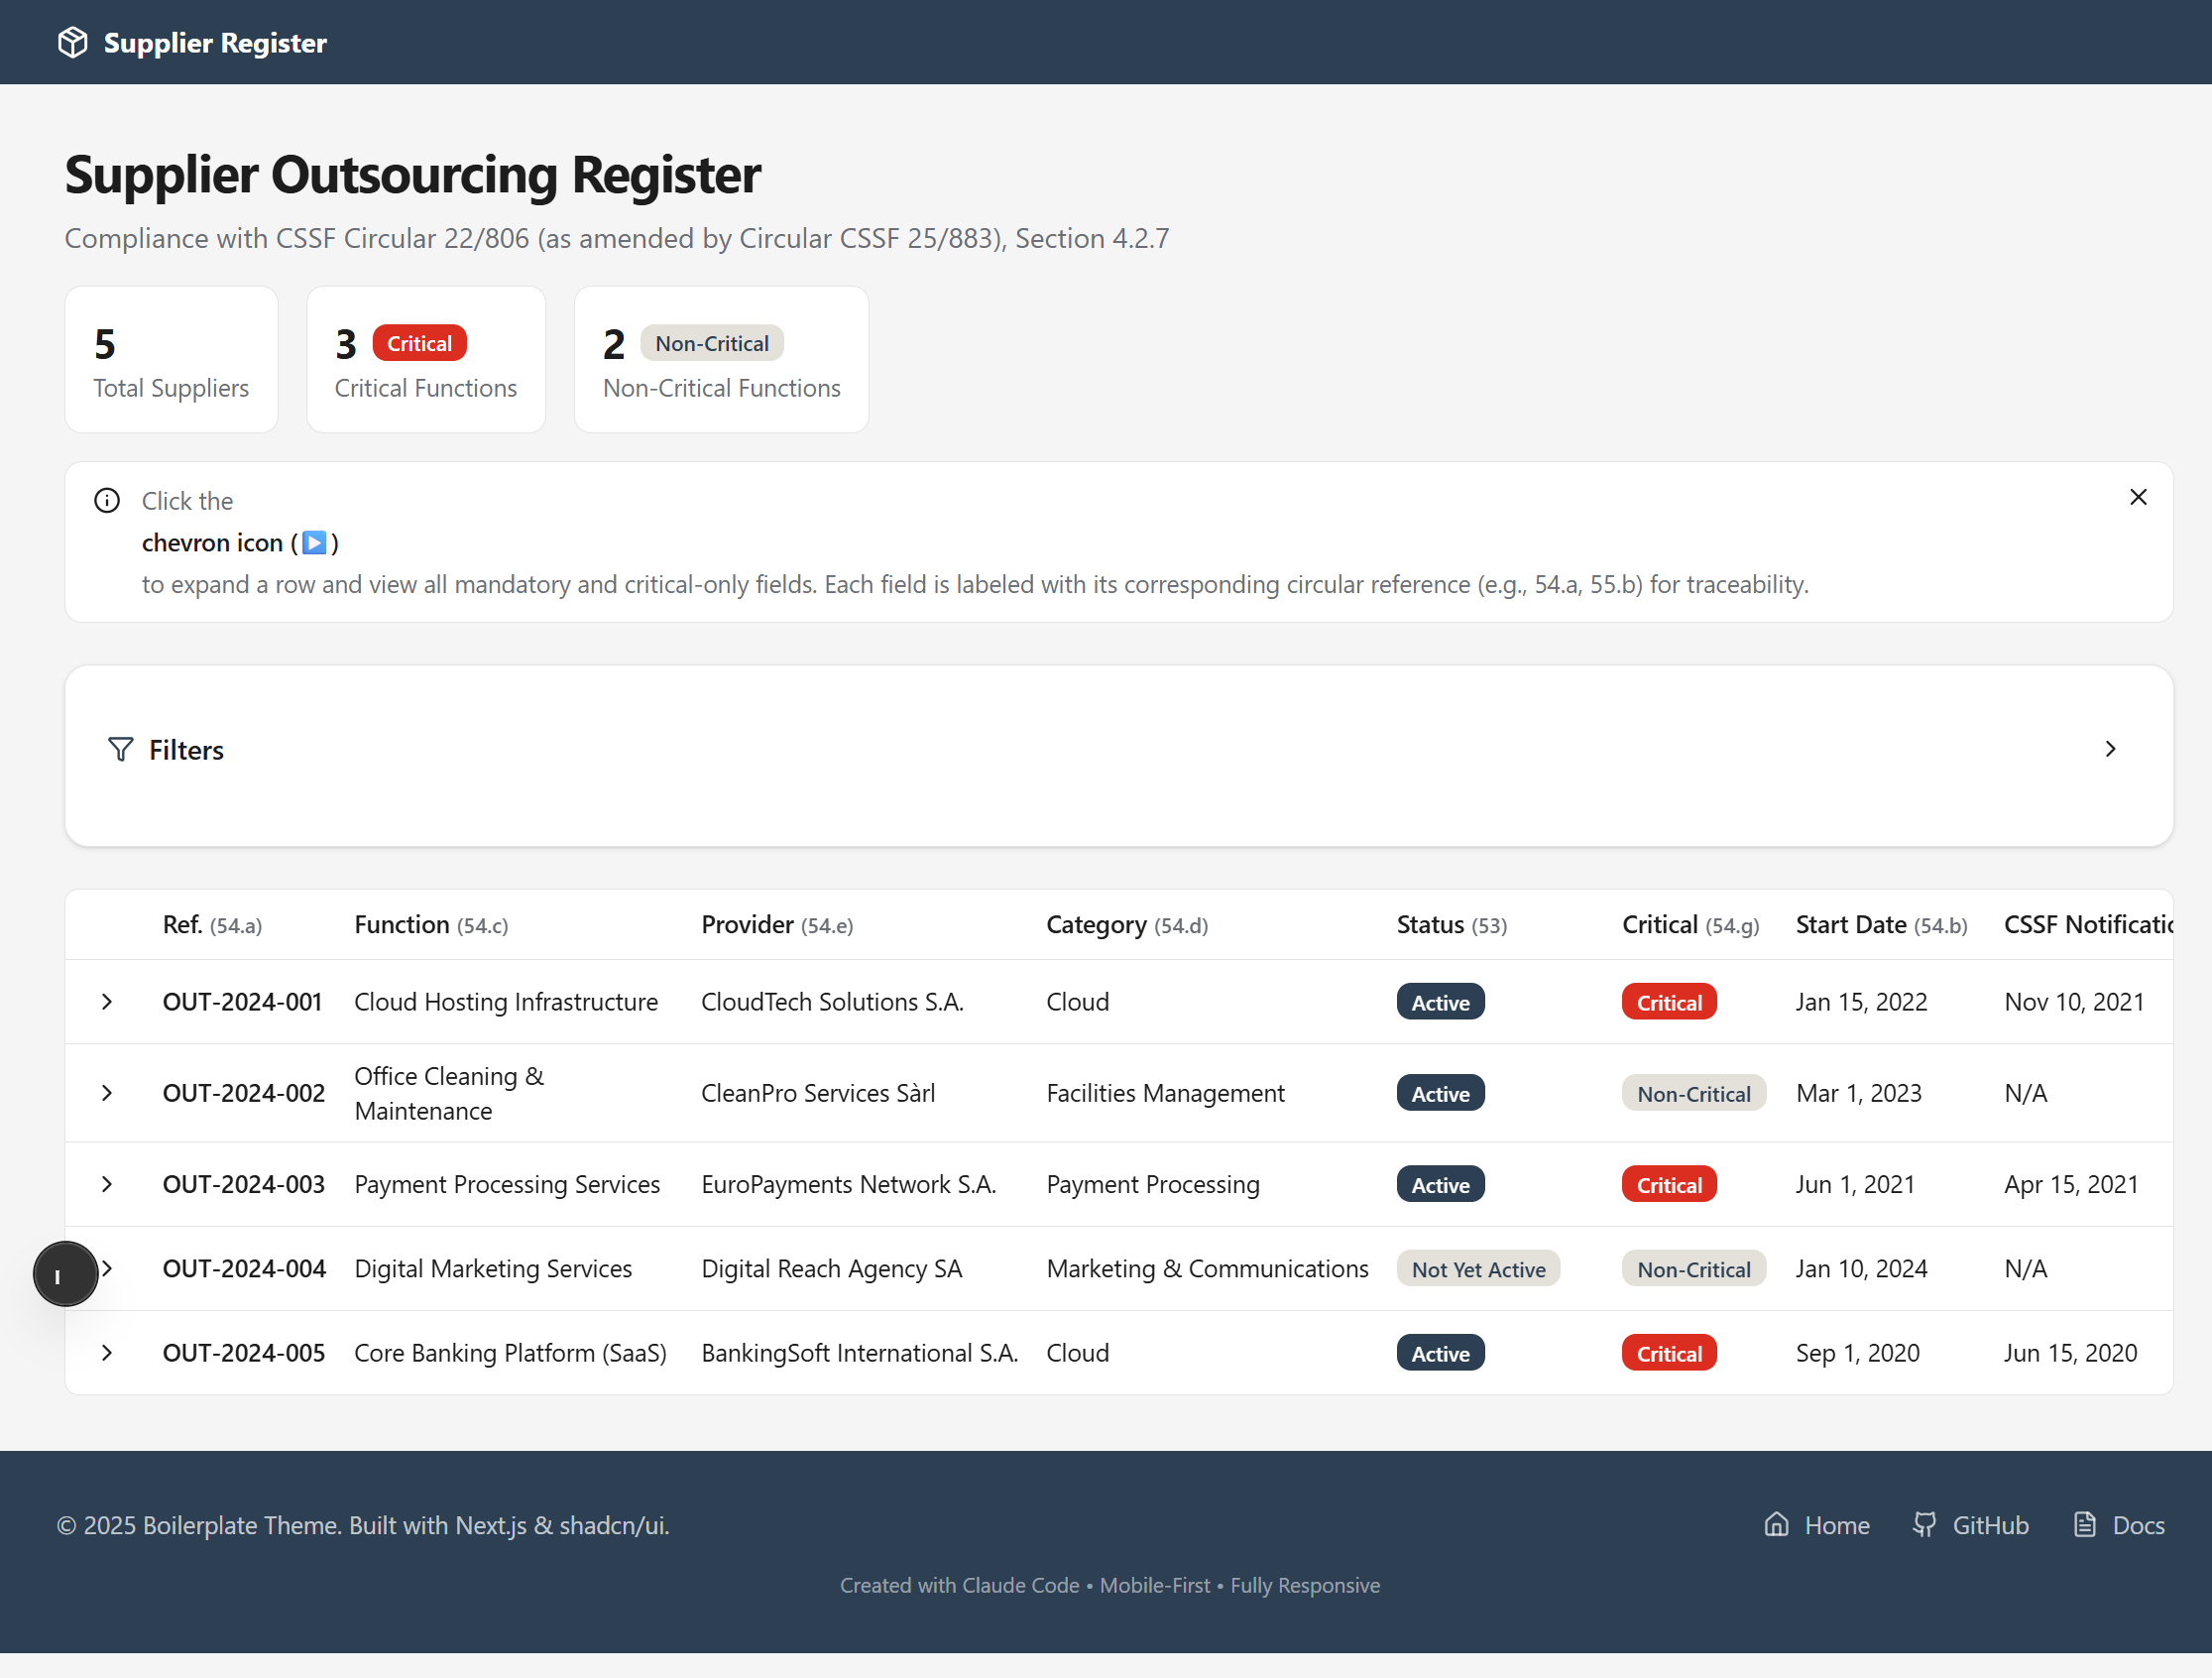 Supplier Register
Supplier Outsourcing Register
Compliance with CSSF Circular 22/806 (as amended by Circular CSSF 25/883), Section 4.2.7
5
Total Suppliers
3 Critical
Critical Functions
2 Non-Critical
Non-Critical Functions
Click the
chevron icon (▶️)
to expand a row and view all mandatory and critical-only fields. Each field is labeled with its corresponding circular reference (e.g., 54.a, 55.b) for traceability.
Filters
Ref. (54.a) Function (54.c) Provider (54.e) Category (54.d) Status (53) Critical (54.g) Start Date (54.b) CSSF Notificatio
OUT-2024-001 Cloud Hosting Infrastructure CloudTech Solutions S.A. Cloud Active Critical Jan 15, 2022 Nov 10, 2021
OUT-2024-002 Office Cleaning & Maintenance CleanPro Services Sàrl Facilities Management Active Non-Critical Mar 1, 2023 N/A
OUT-2024-003 Payment Processing Services EuroPayments Network S.A. Payment Processing Active Critical Jun 1, 2021 Apr 15, 2021
OUT-2024-004 Digital Marketing Services Digital Reach Agency SA Marketing & Communications Not Yet Active Non-Critical Jan 10, 2024 N/A
OUT-2024-005 Core Banking Platform (SaaS) BankingSoft International S.A. Cloud Active Critical Sep 1, 2020 Jun 15, 2020
© 2025 Boilerplate Theme. Built with Next.js & shadcn/ui.
Home GitHub Docs
Created with Claude Code • Mobile-First • Fully Responsive